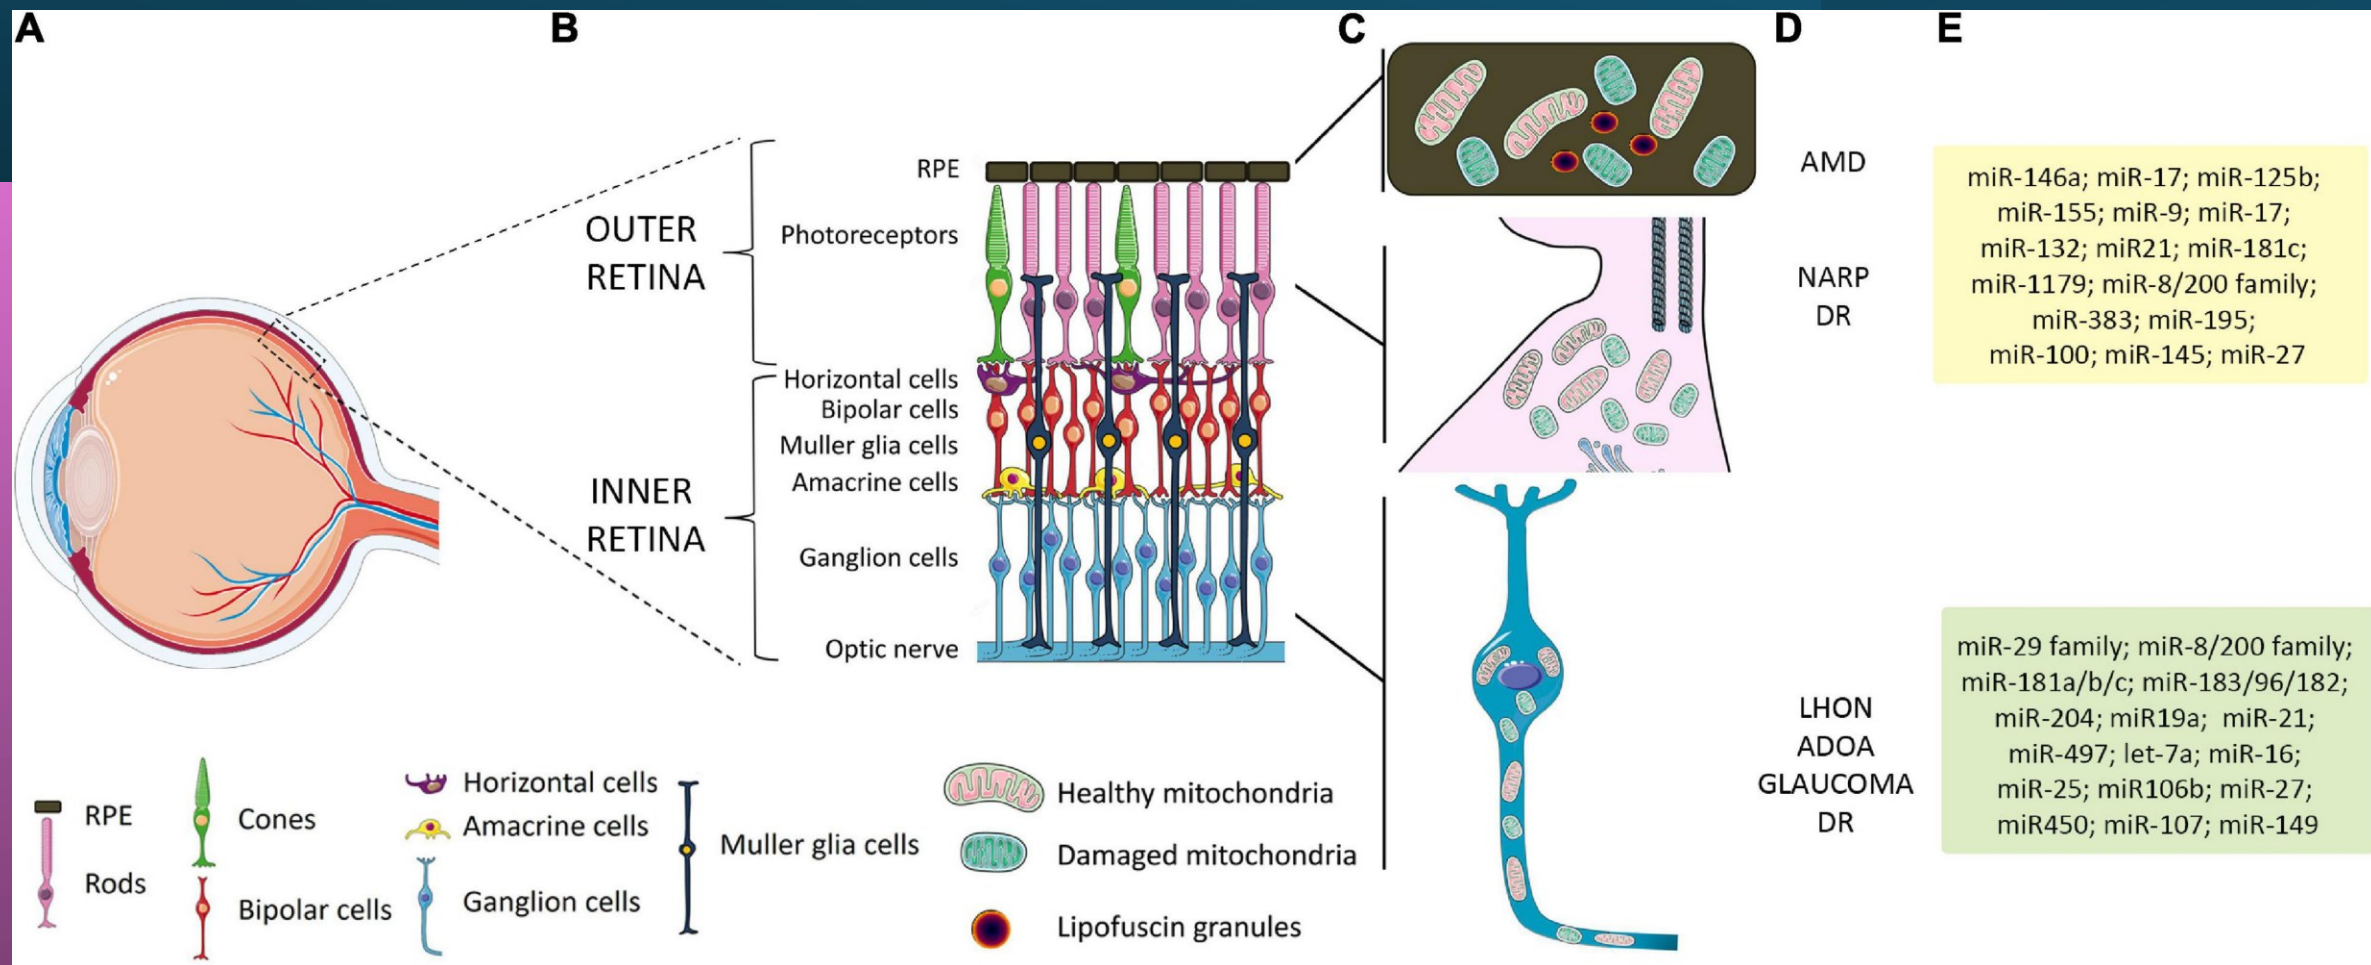 A
B
C
D
E
OUTER
RETINA
INNER
RETINA
RPE
Photoreceptors
Horizontal cells
Bipolar cells
Muller glia cells
Amacrine cells
Ganglion cells
Optic nerve
AMD
NARP
DR
LHON
ADOA
GLAUCOMA
DR
miR-146a; miR-17; miR-125b;
miR-155; miR-9; miR-17;
miR-132; miR21; miR-181c;
miR-1179; miR-8/200 family;
miR-383; miR-195;
miR-100; miR-145; miR-27
miR-29 family; miR-8/200 family;
miR-181a/b/c; miR-183/96/182;
miR-204; miR19a; miR-21;
miR-497; let-7a; miR-16;
miR-25; miR106b; miR-27;
miR450; miR-107; miR-149
RPE
Rods
Cones
Bipolar cells
Horizontal cells
Amacrine cells
Ganglion cells
Muller glia cells
Healthy mitochondria
Damaged mitochondria
Lipofuscin granules